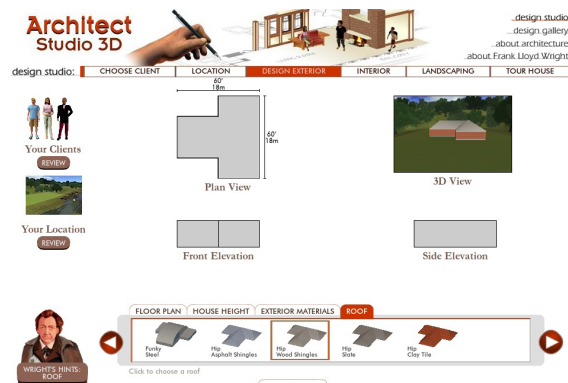 Architect
Studio 3D
design studio
design gallery
about architecture
about Frank Lloyd Wright
design studio:
CHOOSE CLIENT
LOCATION
DESIGN EXTERIOR
INTERIOR
LANDSCAPING
TOUR HOUSE
60'
18m
60'
18m
Your Clients
REVIEW
Plan View
3D View
Your Location
REVIEW
Front Elevation
Side Elevation
FLOOR PLAN
HOUSE HEIGHT
EXTERIOR MATERIALS
ROOF
Funky
Steel
Hip
Asphalt Shingles
Hip
Wood Shingles
Hip
Slate
Hip
Clay Tile
WRIGHT'S HINTS:
ROOF
Click to choose a roof